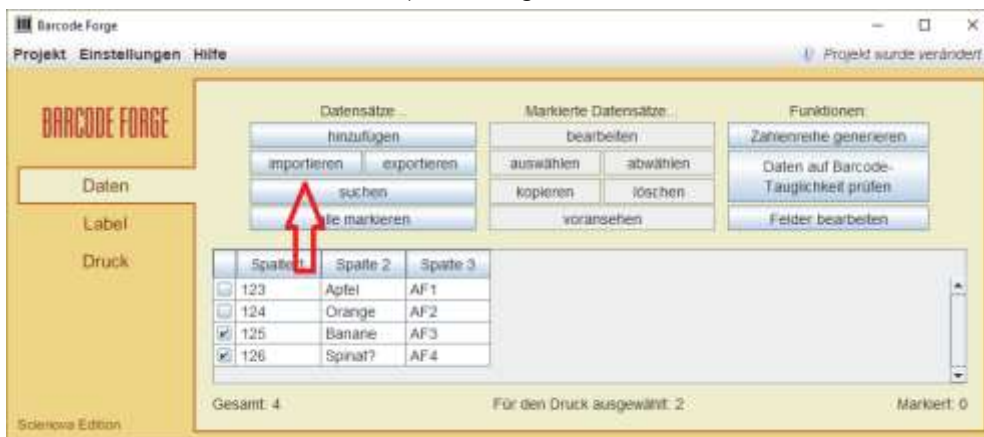 Barcode Forge
Projekt Einstellungen Hilfe
Projekt wurde verändert
BARCODE FORGE
Daten
Label
Druck
Scienova Edition
Datensätze...
hinzufügen
importieren exportieren
suchen
alle markieren
Markierte Datensätze...
bearbeiten
auswählen abwählen
kopieren löschen
voransehen
Funktionen:
Zahlenreihe generieren
Daten auf Barcode-
Tauglichkeit prüfen
Felder bearbeiten
Spalte 1 Spalte 2 Spalte 3
123 Apfel AF1
124 Orange AF2
125 Banane AF3
126 Spinat? AF4
Gesamt: 4 Für den Druck ausgewählt: 2 Markiert: 0